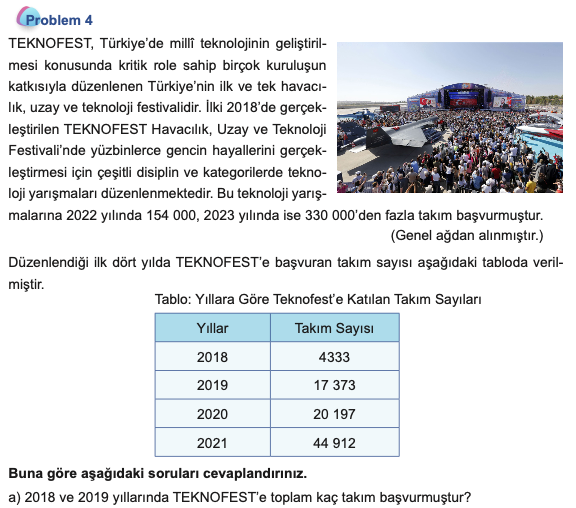 Problem 4
TEKNOFEST, Türkiye'de millî teknolojinin geliştiril-
mesi konusunda kritik role sahip birçok kuruluşun
katkısıyla düzenlenen Türkiye'nin ilk ve tek havacı-
lık, uzay ve teknoloji festivalidir. İlki 2018'de gerçek-
leştirilen TEKNOFEST Havacılık, Uzay ve Teknoloji
Festivali'nde yüzbinlerce gencin hayallerini gerçek-
leştirmesi için çeşitli disiplin ve kategorilerde tekno-
loji yarışmaları düzenlenmektedir. Bu teknoloji yarış-
malarına 2022 yılında 154 000, 2023 yılında ise 330 000'den fazla takım başvurmuştur.
(Genel ağdan alınmıştır.)
Düzenlendiği ilk dört yılda TEKNOFEST'e başvuran takım sayısı aşağıdaki tabloda veril-
miştir.
Tablo: Yıllara Göre Teknofest'e Katılan Takım Sayıları
Yıllar Takım Sayısı
2018 4333
2019 17 373
2020 20 197
2021 44 912
Buna göre aşağıdaki soruları cevaplandırınız.
a) 2018 ve 2019 yıllarında TEKNOFEST'e toplam kaç takım başvurmuştur?